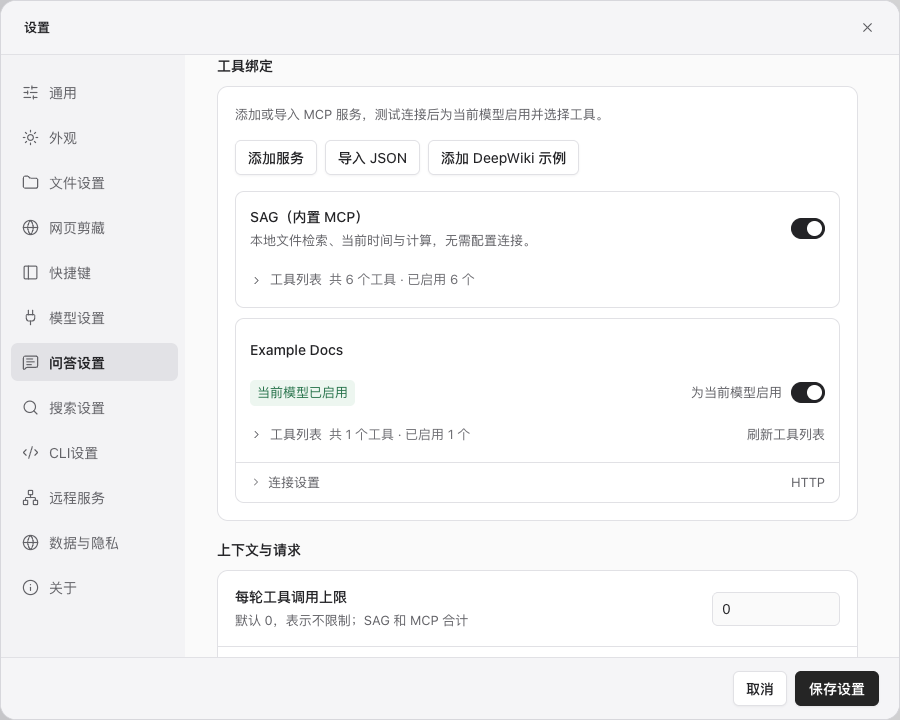 设置
通用
外观
文件设置
网页剪藏
快捷键
模型设置
问答设置
搜索设置
CLI设置
远程服务
数据与隐私
关于
工具绑定
添加或导入 MCP 服务，测试连接后为当前模型启用并选择工具。
添加服务 导入 JSON 添加 DeepWiki 示例
SAG（内置 MCP）
本地文件检索、当前时间与计算，无需配置连接。
工具列表 共 6 个工具 · 已启用 6 个
Example Docs
当前模型已启用 为当前模型启用
工具列表 共 1 个工具 · 已启用 1 个 刷新工具列表
连接设置 HTTP
上下文与请求
每轮工具调用上限
默认 0，表示不限制；SAG 和 MCP 合计
0
取消 保存设置